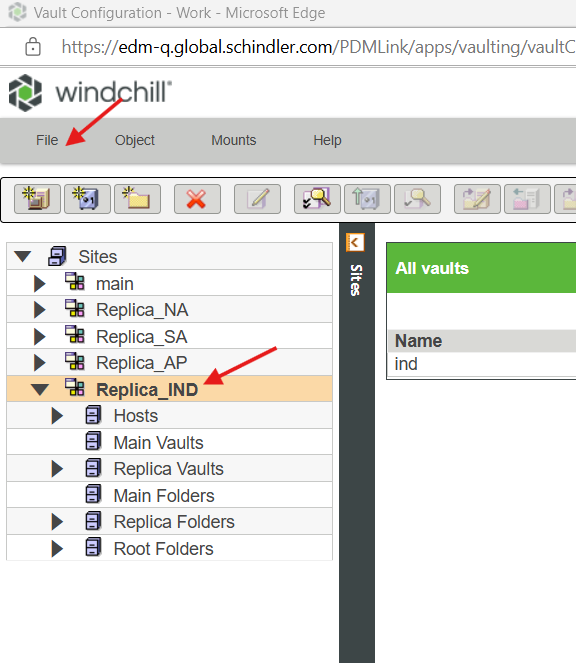 Vault Configuration - Work - Microsoft Edge
https://edm-q.global.schindler.com/PDMLink/apps/vaulting/vaultC
windchill®
File Object Mounts Help
Sites
main
Replica_NA
Replica_SA
Replica_AP
Replica_IND
Hosts
Main Vaults
Replica Vaults
Main Folders
Replica Folders
Root Folders
Sites
All vaults
Name
ind